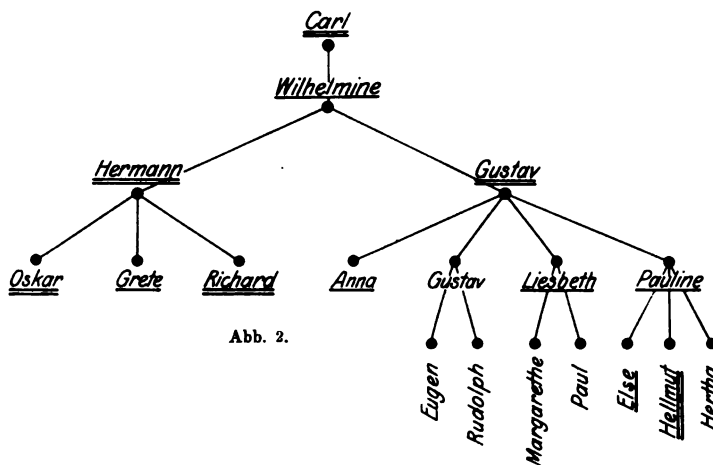 Carl
Wilhelmine
Hermann Gustav
Oskar Grete Richard Anna Gustav Liesbeth Pauline
Abb. 2.
Eugen Rudolph Margarethe Paul Else Hellmut Hertha